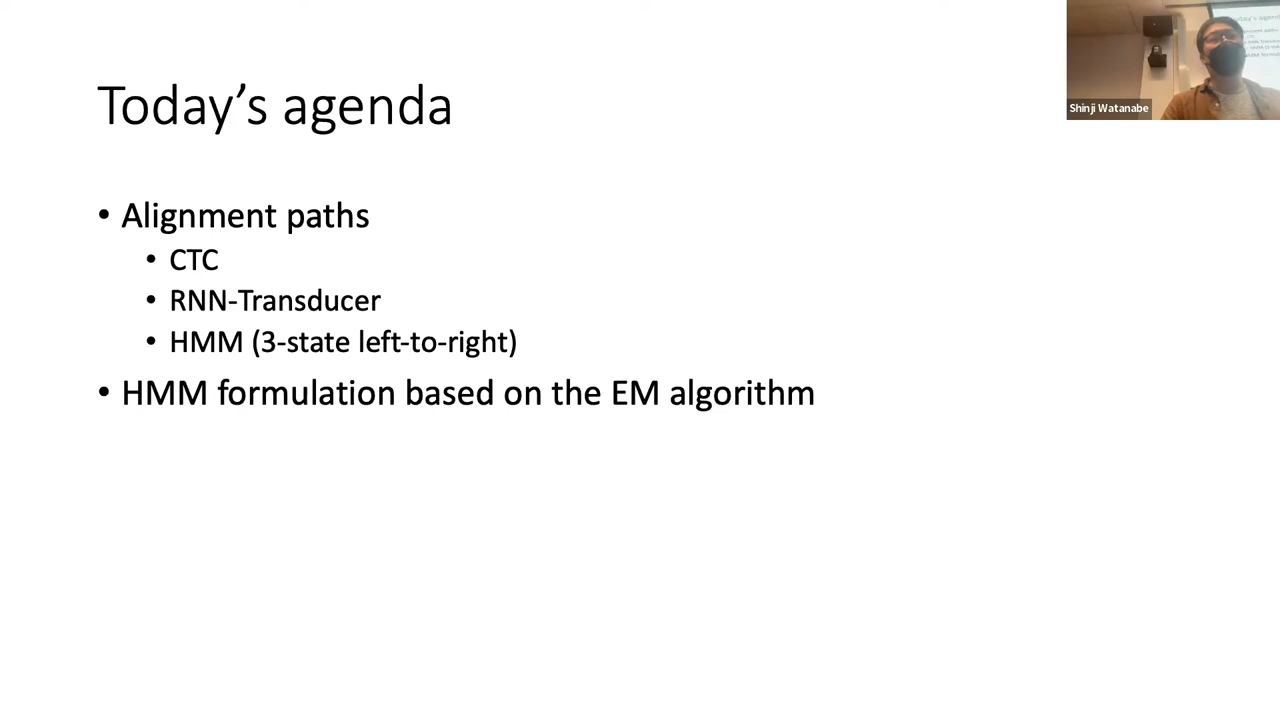 Today's agenda
• Alignment paths
• CTC
• RNN-Transducer
• HMM (3-state left-to-right)
• HMM formulation based on the EM algorithm
Shinji Watanabe